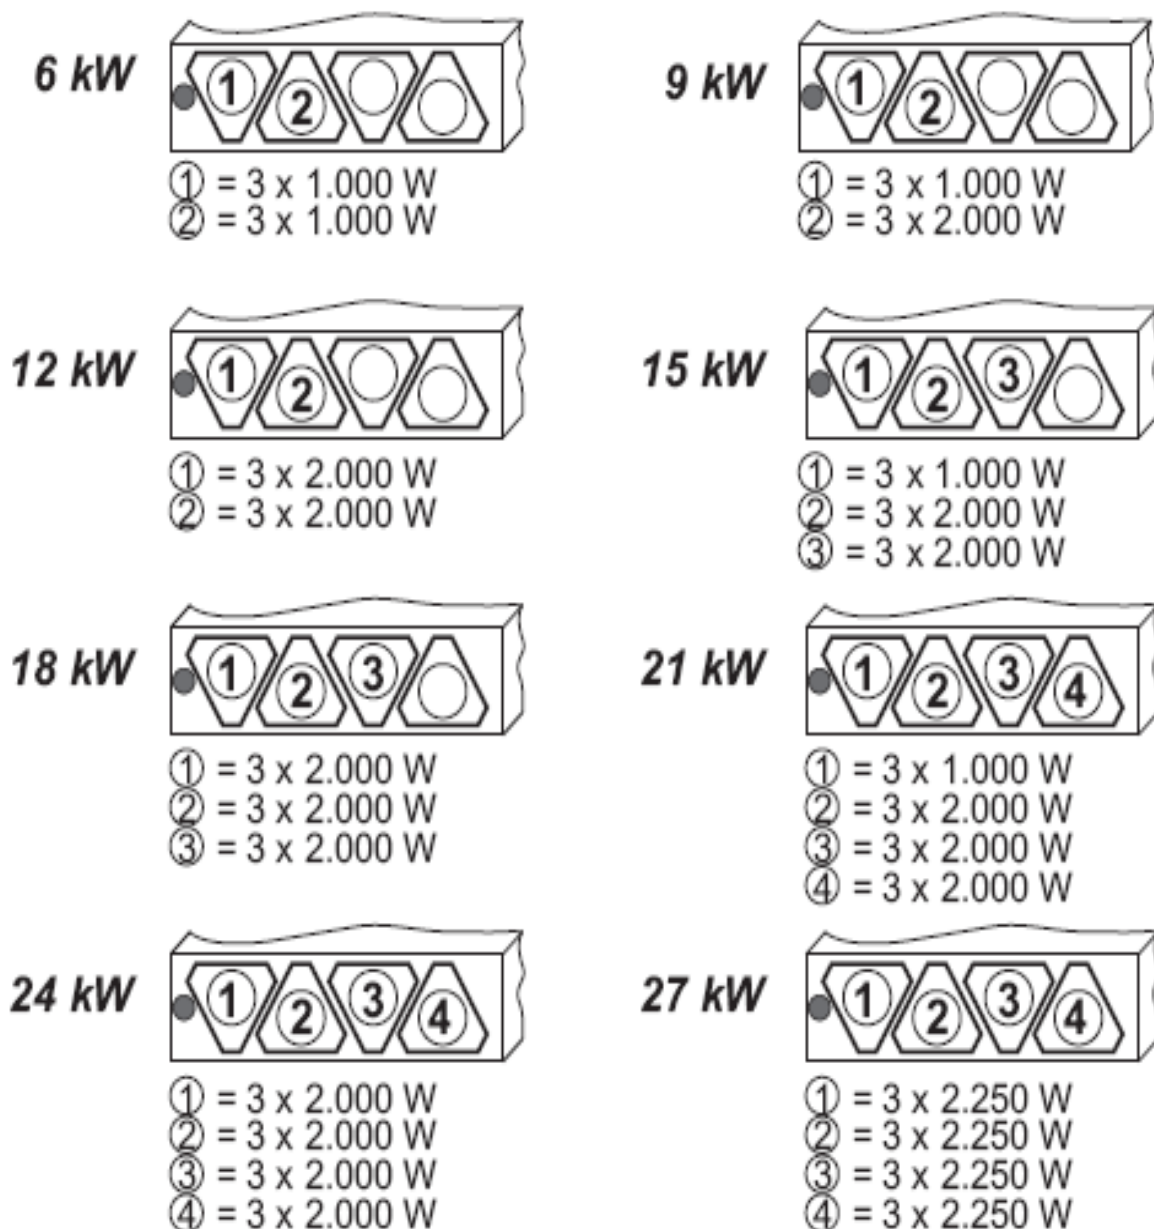 6 kW
1 2
① = 3 x 1.000 W
② = 3 x 1.000 W
9 kW
1 2
① = 3 x 1.000 W
② = 3 x 2.000 W
12 kW
1 2
① = 3 x 2.000 W
② = 3 x 2.000 W
15 kW
1 2 3
① = 3 x 1.000 W
② = 3 x 2.000 W
③ = 3 x 2.000 W
18 kW
1 2 3
① = 3 x 2.000 W
② = 3 x 2.000 W
③ = 3 x 2.000 W
21 kW
1 2 3 4
① = 3 x 1.000 W
② = 3 x 2.000 W
③ = 3 x 2.000 W
④ = 3 x 2.000 W
24 kW
1 2 3 4
① = 3 x 2.000 W
② = 3 x 2.000 W
③ = 3 x 2.000 W
④ = 3 x 2.000 W
27 kW
1 2 3 4
① = 3 x 2.250 W
② = 3 x 2.250 W
③ = 3 x 2.250 W
④ = 3 x 2.250 W